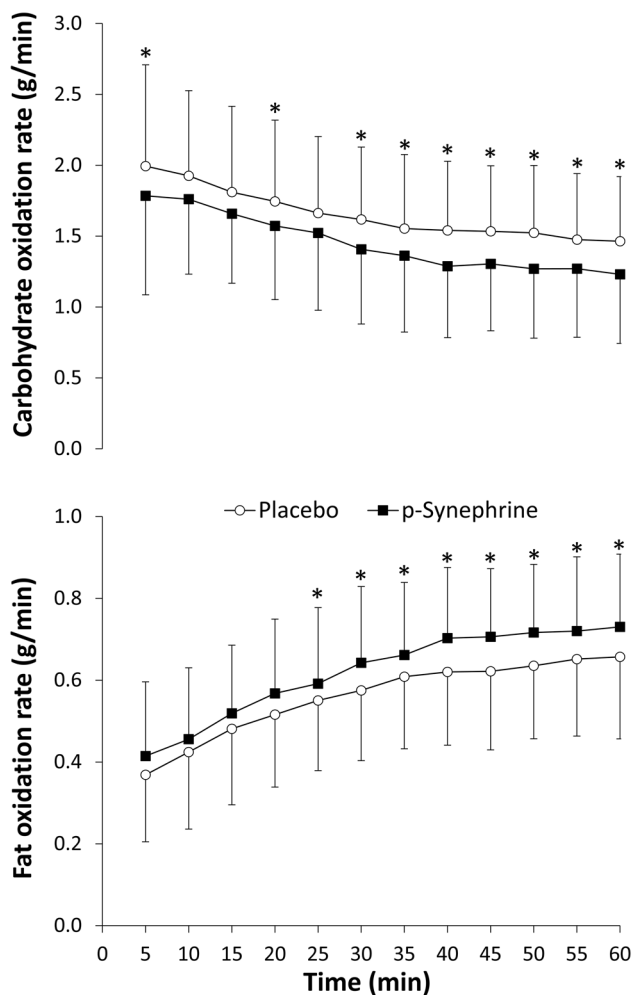 Carbohydrate oxidation rate (g/min)
3.0
2.5
2.0
1.5
1.0
0.5
0.0
* * * * * * * * *
Placebo p-Synephrine
Fat oxidation rate (g/min)
1.0
0.8
0.6
0.4
0.2
0.0
* * * * * * * *
0 5 10 15 20 25 30 35 40 45 50 55 60
Time (min)